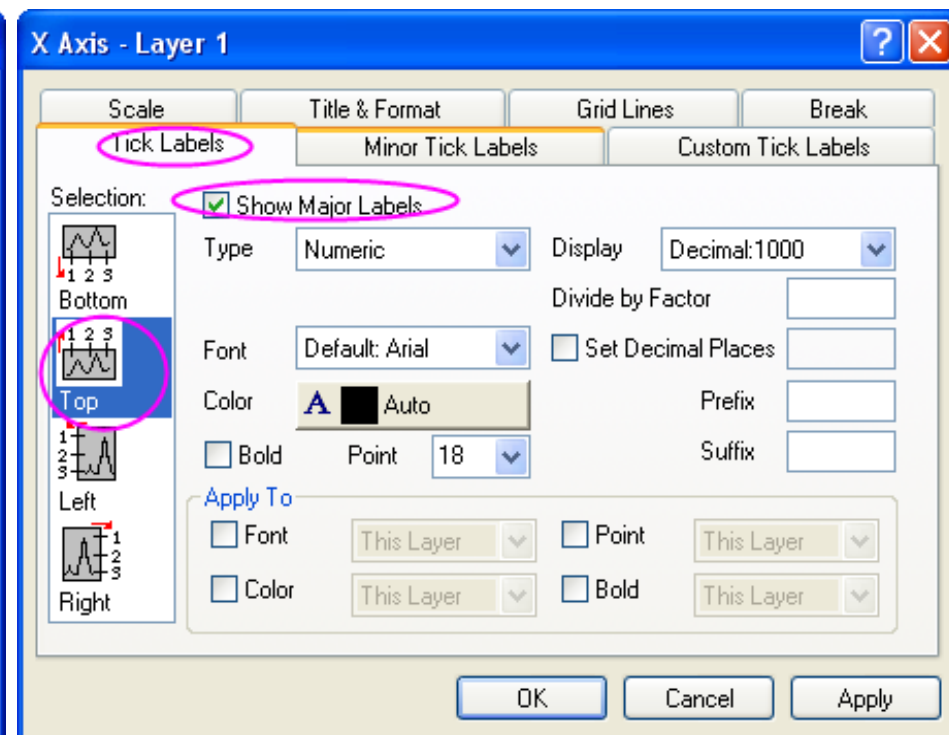 X Axis - Layer 1
Scale Title & Format Grid Lines Break
Tick Labels Minor Tick Labels Custom Tick Labels
Selection:
1 2 3
Bottom
1 2 3
Top
1
2
3
Left
1
2
3
Right
Show Major Labels
Type Numeric Display Decimal:1000
Divide by Factor
Font Default: Arial Set Decimal Places
Color A Auto Prefix
Bold Point 18 Suffix
Apply To
Font This Layer Point This Layer
Color This Layer Bold This Layer
OK Cancel Apply